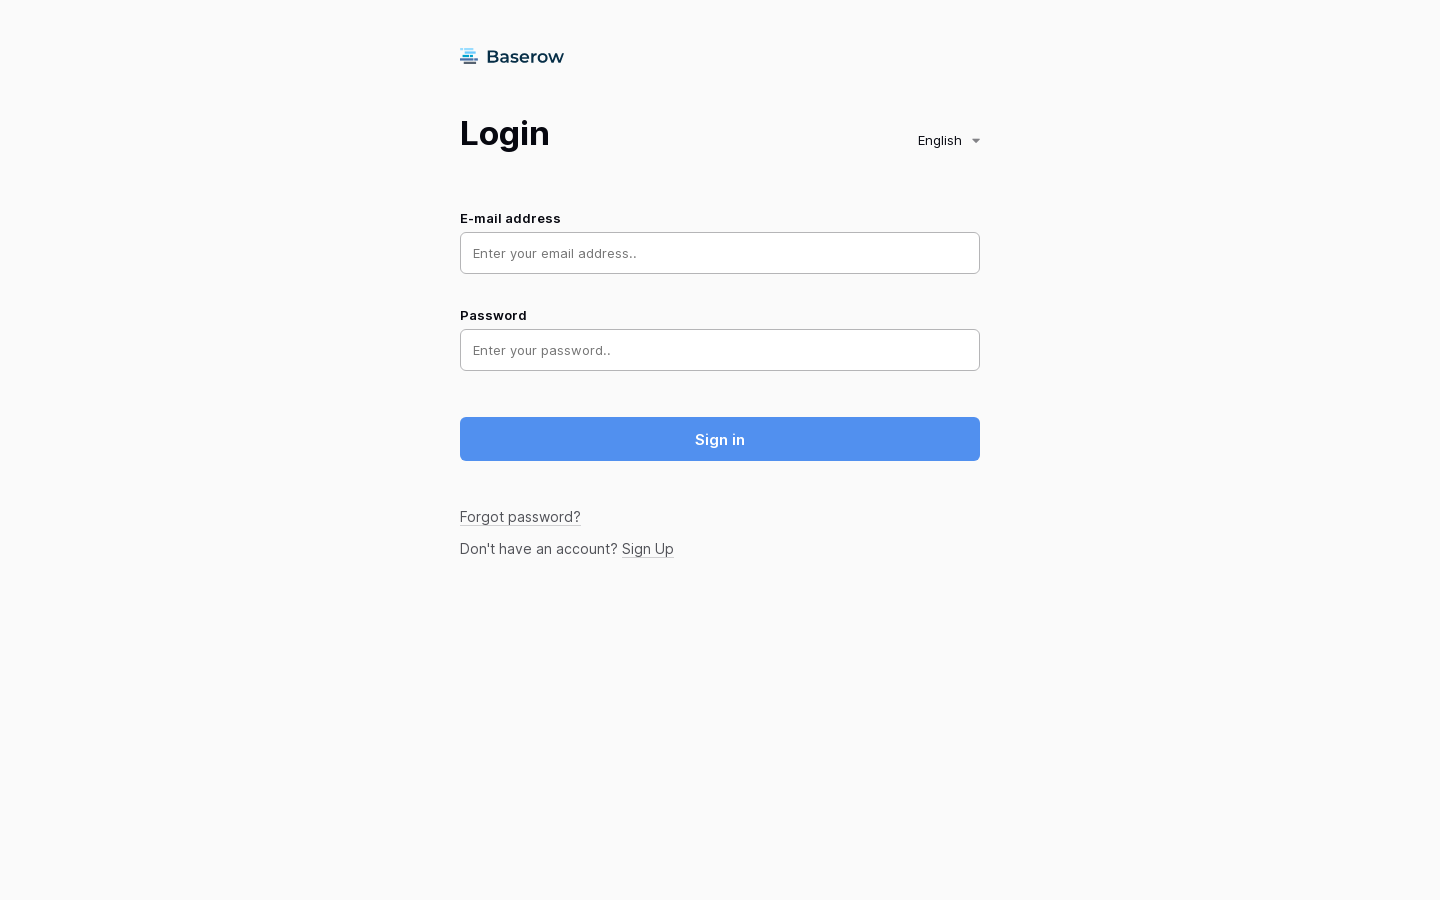 Baserow
Login
English
E-mail address
Enter your email address..
Password
Enter your password..
Sign in
Forgot password?
Don't have an account? Sign Up